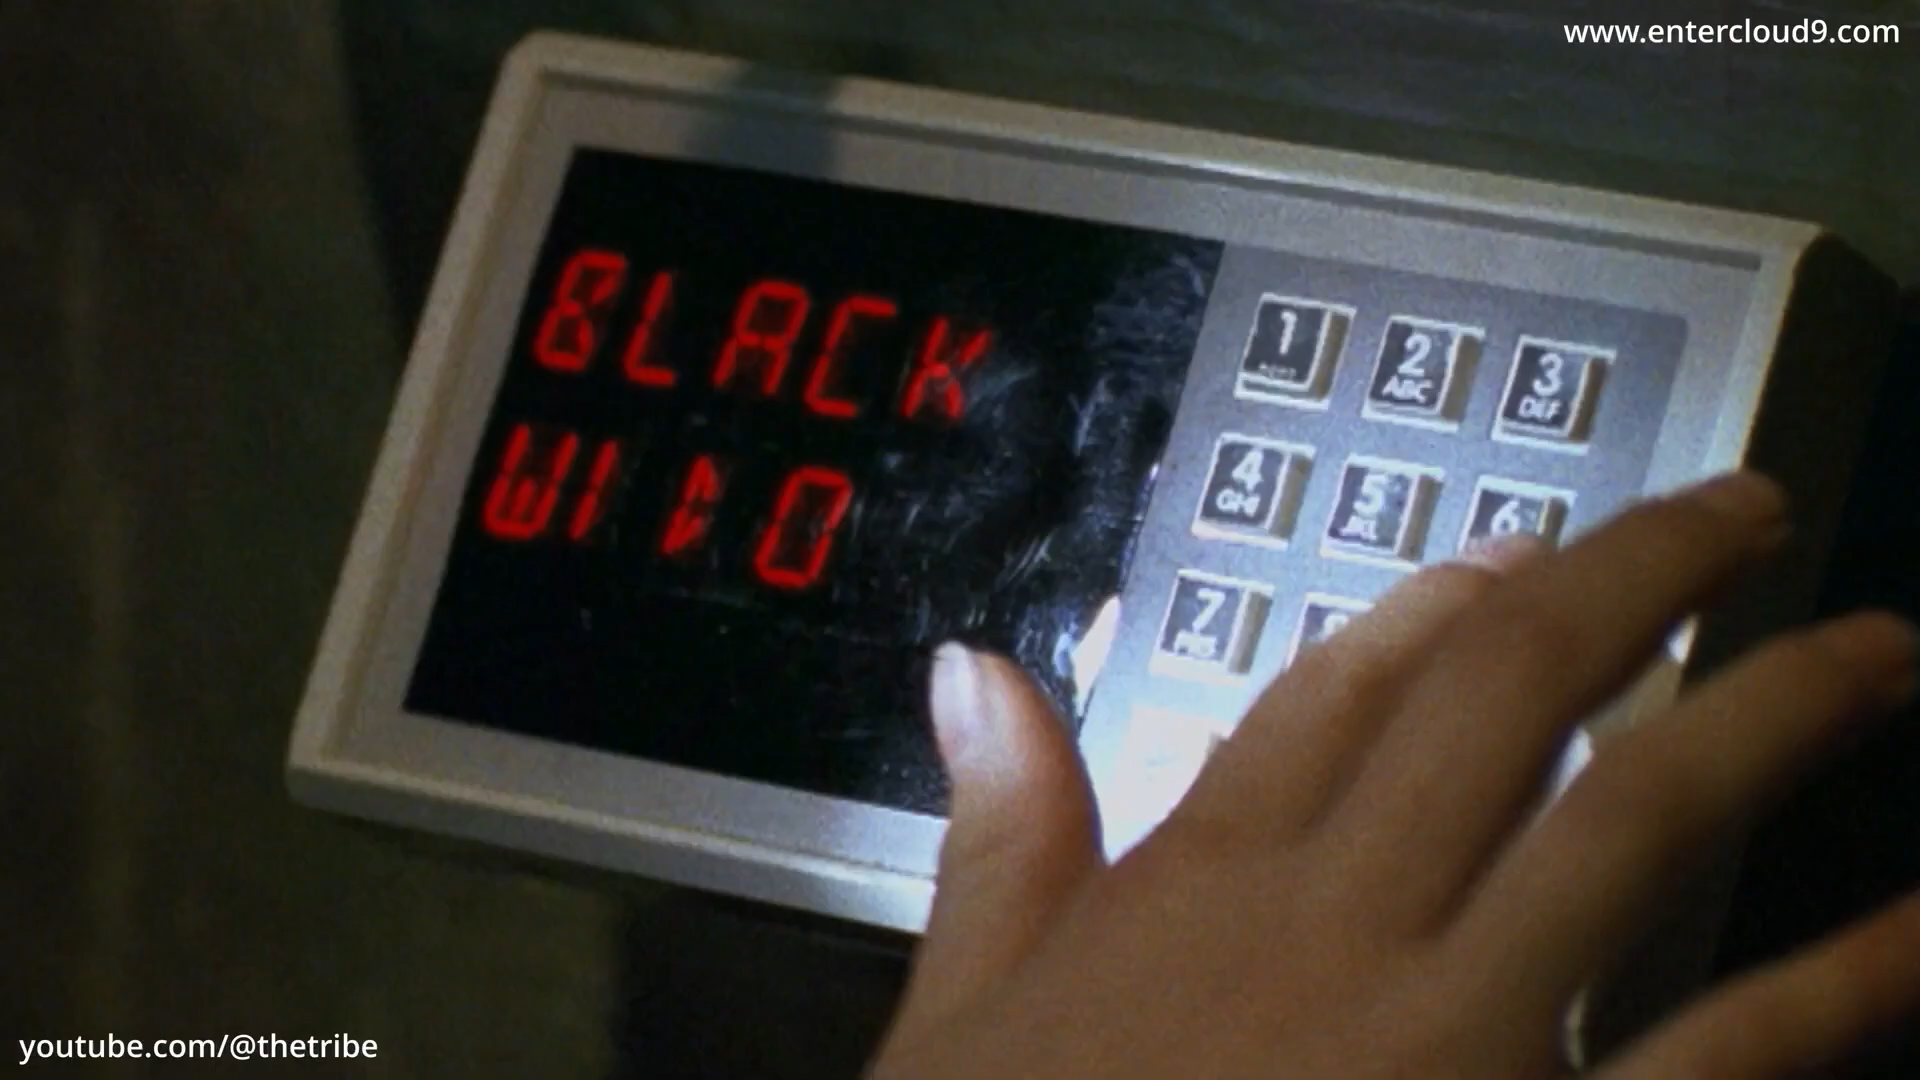 www.entercloud9.com
BLACK
WIDO
1
2
ABC
3
DEF
4
GHI
5
JKL
6
7
PRS
youtube.com/@thetribe